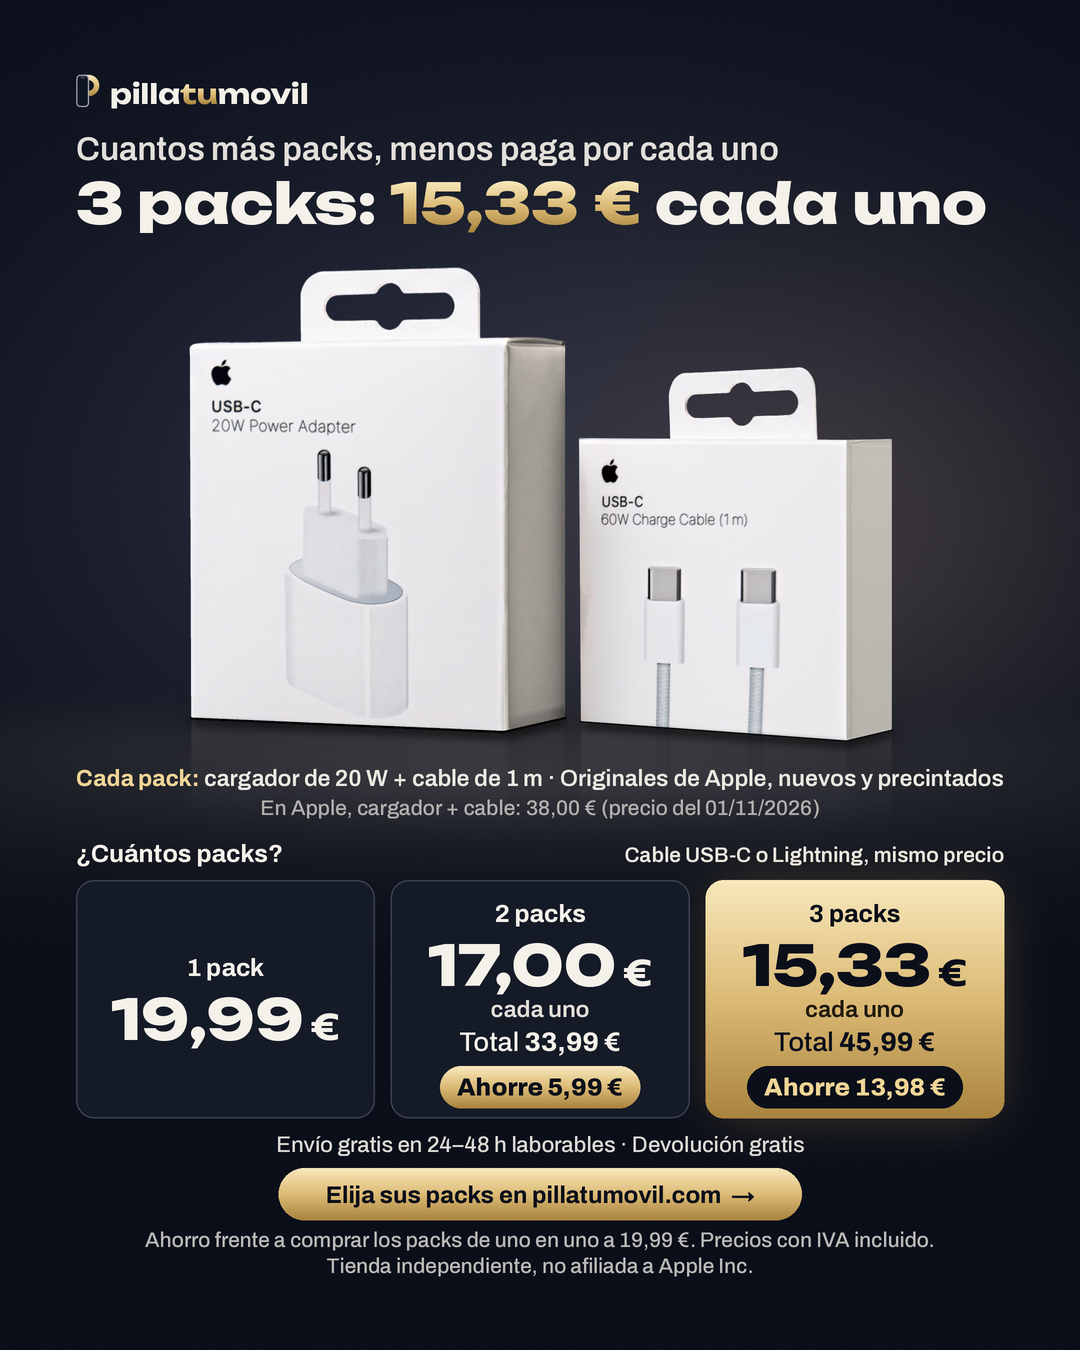 pillatumovil
Cuantos más packs, menos paga por cada uno
3 packs: 15,33 € cada uno
USB-C
20W Power Adapter
USB-C
60W Charge Cable (1 m)
Cada pack: cargador de 20 W + cable de 1 m · Originales de Apple, nuevos y precintados
En Apple, cargador + cable: 38,00 € (precio del 01/11/2026)
¿Cuántos packs?
Cable USB-C o Lightning, mismo precio
1 pack
19,99 €
2 packs
17,00 €
cada uno
Total 33,99 €
Ahorre 5,99 €
3 packs
15,33 €
cada uno
Total 45,99 €
Ahorre 13,98 €
Envío gratis en 24–48 h laborables · Devolución gratis
Elija sus packs en pillatumovil.com →
Ahorro frente a comprar los packs de uno en uno a 19,99 €. Precios con IVA incluido.
Tienda independiente, no afiliada a Apple Inc.